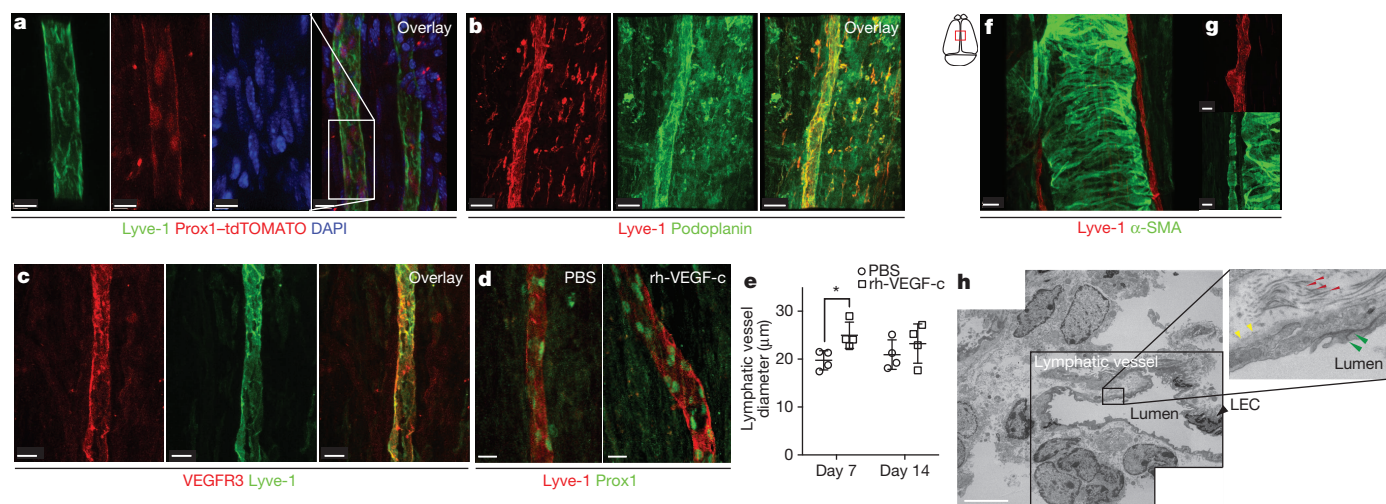 a
Overlay
Lyve-1 Prox1–tdTOMATO DAPI
b
Overlay
Lyve-1 Podoplanin
f
g
Lyve-1 α-SMA
c
Overlay
VEGFR3 Lyve-1
d
PBS
rh-VEGF-c
Lyve-1 Prox1
e
PBS
rh-VEGF-c
*
Lymphatic vessel
diameter (μm)
30
20
10
0
Day 7
Day 14
h
Lymphatic vessel
Lumen
LEC
Lumen